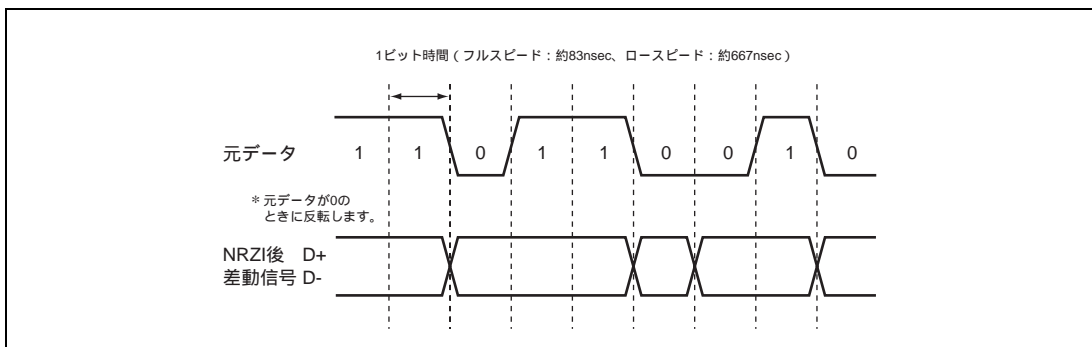 1ビット時間（フルスピード：約83nsec、ロースピード：約667nsec）
元データ 1 1 0 1 1 0 0 1 0
＊元データが0の
ときに反転します。
NRZI後 D+
差動信号 D-